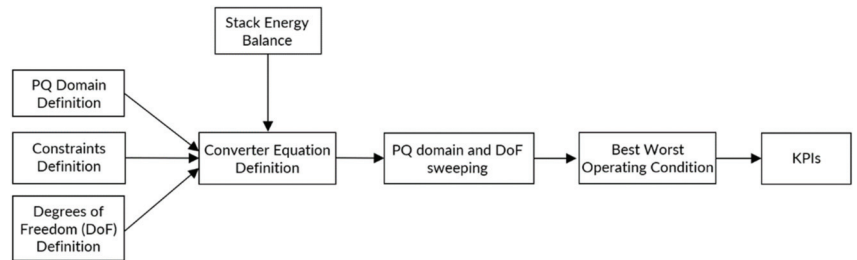 Stack Energy
Balance
PQ Domain
Definition
Constraints
Definition
Degrees of
Freedom (DoF)
Definition
Converter Equation
Definition
PQ domain and DoF
sweeping
Best Worst
Operating Condition
KPIs